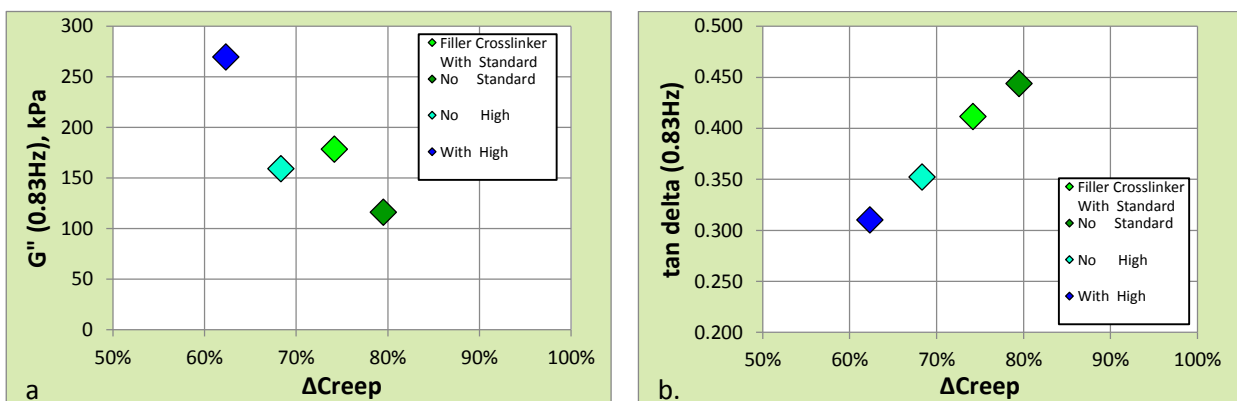 300
250
200
150
100
50
0
G" (0.83Hz), kPa
50% 60% 70% 80% 90% 100%
ΔCreep
a
Filler Crosslinker
With Standard
No Standard
No High
With High
0.500
0.450
0.400
0.350
0.300
0.250
0.200
tan delta (0.83Hz)
50% 60% 70% 80% 90% 100%
ΔCreep
b.
Filler Crosslinker
With Standard
No Standard
No High
With High